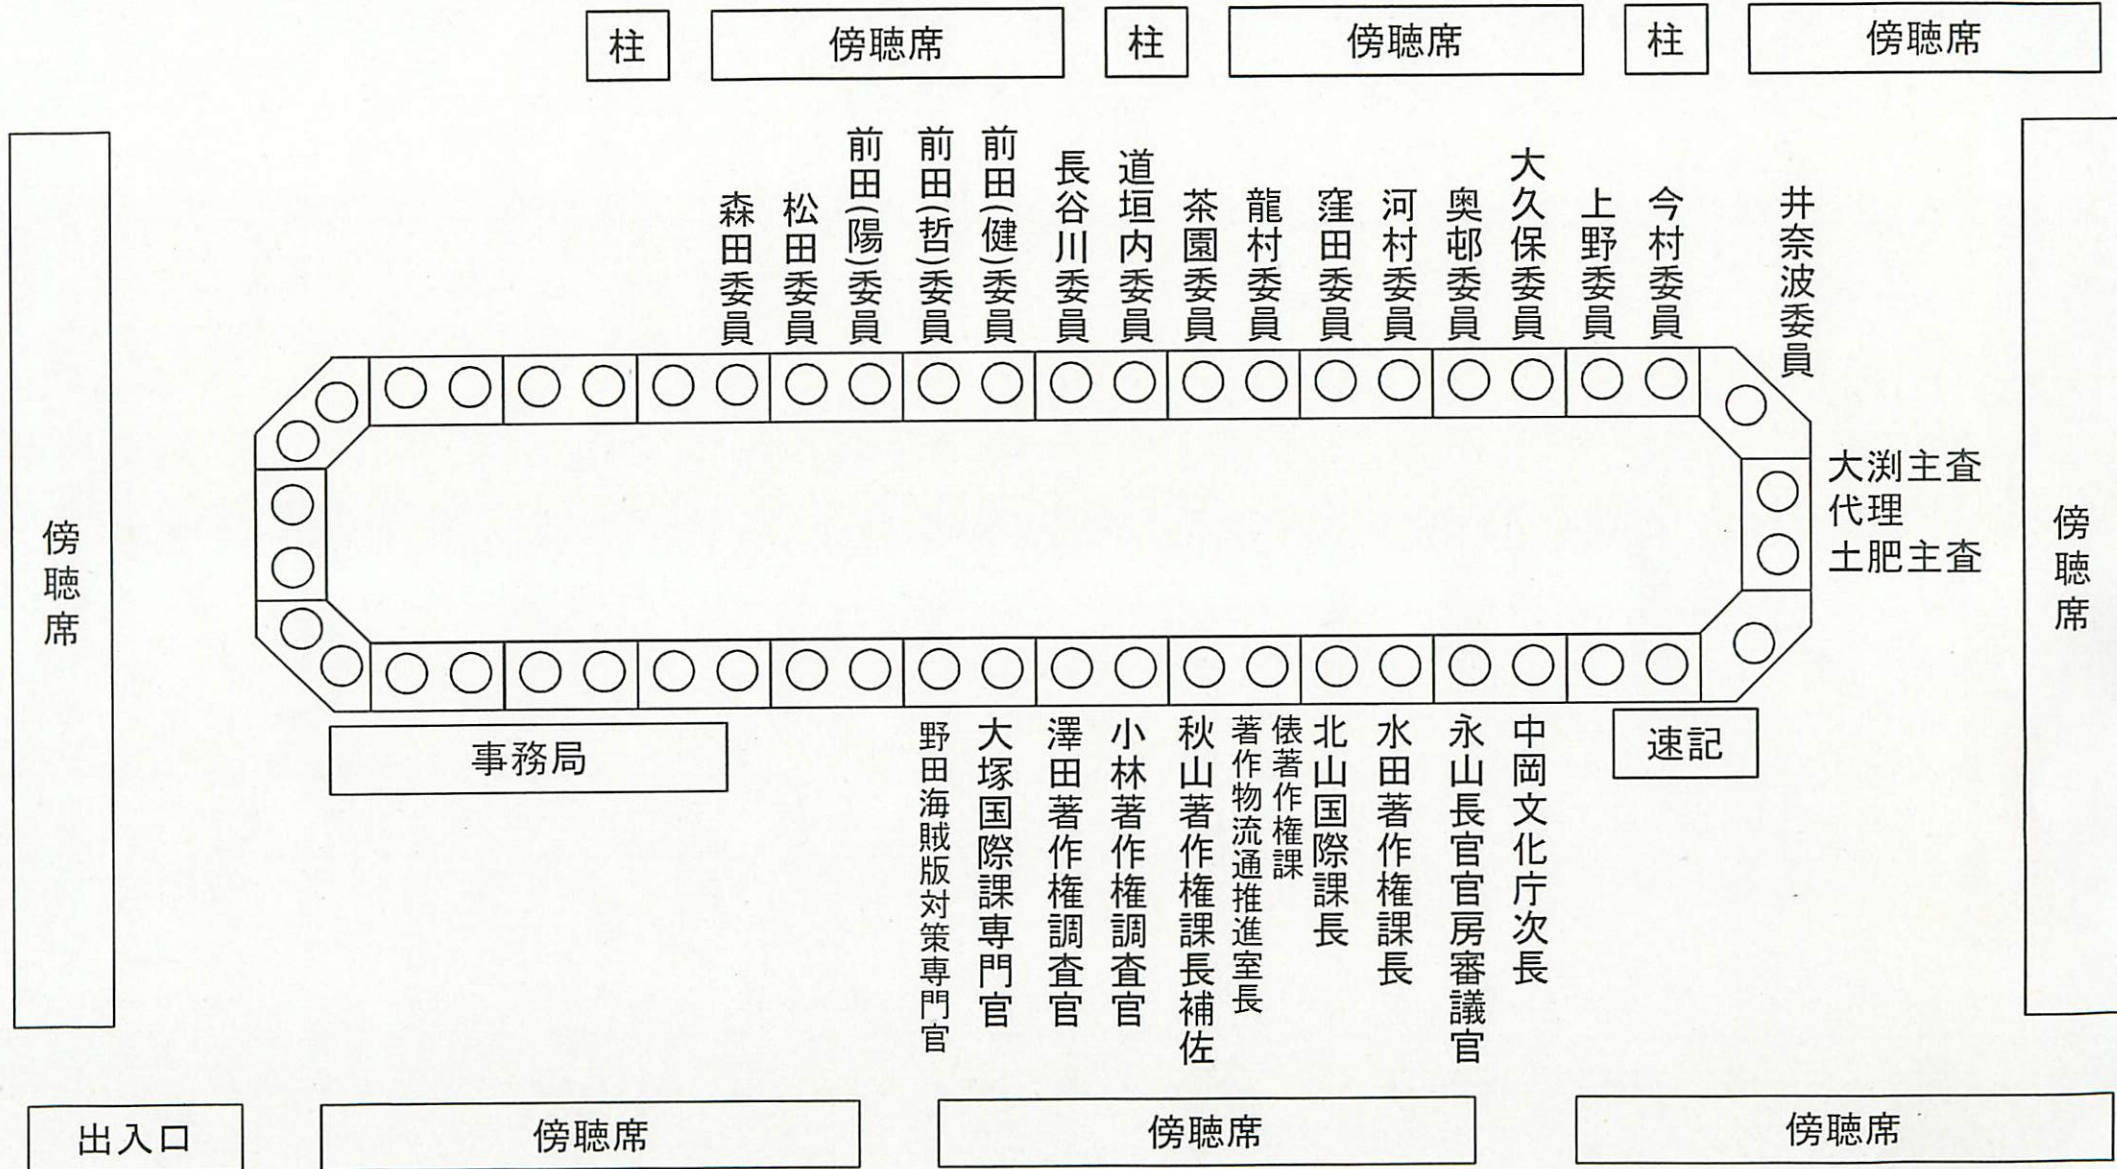 柱
傍聴席
柱
傍聴席
柱
傍聴席
傍聴席
森田委員
松田委員
前田(陽)委員
前田(哲)委員
前田(健)委員
長谷川委員
道垣内委員
茶園委員
龍村委員
窪田委員
河村委員
奥邨委員
大久保委員
上野委員
今村委員
井奈波委員
大渕主査
代理
土肥主査
傍聴席
事務局
野田海賊版対策専門官
大塚国際課専門官
澤田著作権調査官
小林著作権調査官
秋山著作権課長補佐
俵著作権課
著作物流通推進室長
北山国際課長
水田著作権課長
永山長官官房審議官
中岡文化庁次長
速記
出入口
傍聴席
傍聴席
傍聴席